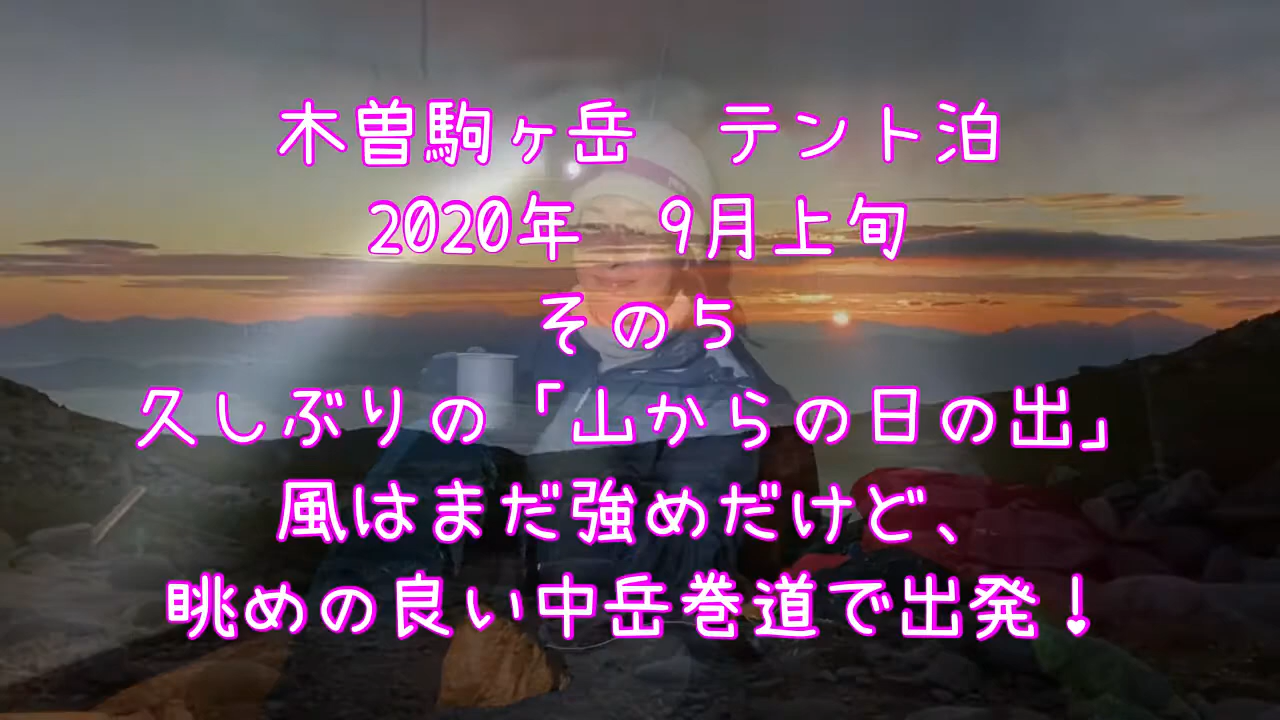 木曽駒ヶ岳　テント泊
2020年　9月上旬
その5
久しぶりの「山からの日の出」
風はまだ強めだけど、
眺めの良い中岳巻道で出発！